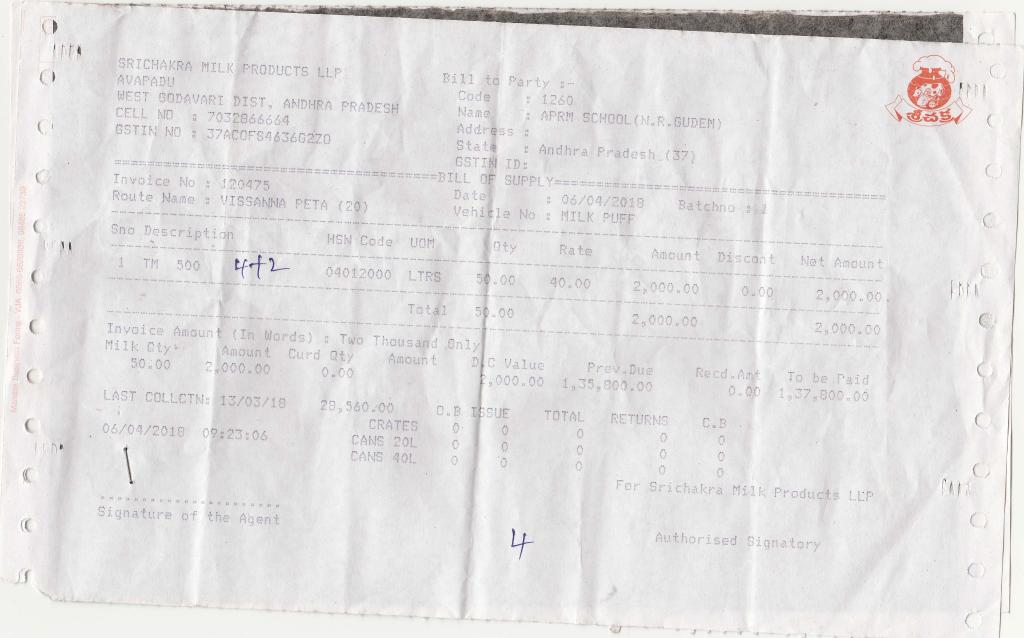 SRICHAKRA MILK PRODUCTS LLP
AVAPADU
WEST GODAVARI DIST, ANDHRA PRADESH
CELL NO : 7032866664
GSTIN NO : 37ACOFS4636G2Z0
Bill to Party :-
Code : 1260
Name : APRM SCHOOL(N.R.GUDEM)
Address :
State : Andhra Pradesh (37)
GSTIN ID:
శ్రీచక్ర
BILL OF SUPPLY
Invoice No : 120475 Date : 06/04/2018 Batchno : 1
Route Name : VISSANNA PETA (20) Vehicle No : MILK PUFF
Sno Description HSN Code UOM Qty Rate Amount Discont Net Amount
1 TM 500 4+2 04012000 LTRS 50.00 40.00 2,000.00 0.00 2,000.00
Total 50.00 2,000.00 2,000.00
Invoice Amount (In Words) : Two Thousand Only
Milk Qty Amount Curd Qty Amount D.C Value Prev.Due Recd.Amt To be Paid
50.00 2,000.00 0.00 2,000.00 1,35,800.00 0.00 1,37,800.00
LAST COLLCTN: 13/03/18 28,560.00 O.B ISSUE TOTAL RETURNS C.B
CRATES 0 0 0 0 0
06/04/2018 09:23:06 CANS 20L 0 0 0 0 0
CANS 40L 0 0 0 0 0
For Srichakra Milk Products LLP
Signature of the Agent
4
Authorised Signatory